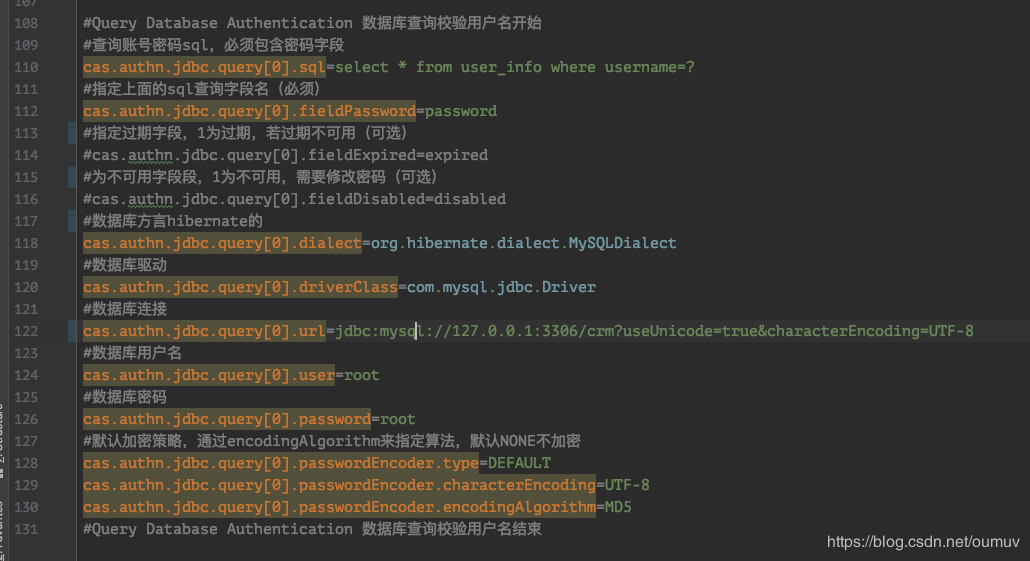 107
108 #Query Database Authentication 数据库查询校验用户名开始
109 #查询账号密码sql，必须包含密码字段
110 cas.authn.jdbc.query[0].sql=select * from user_info where username=?
111 #指定上面的sql查询字段名（必须）
112 cas.authn.jdbc.query[0].fieldPassword=password
113 #指定过期字段，1为过期，若过期不可用（可选）
114 #cas.authn.jdbc.query[0].fieldExpired=expired
115 #为不可用字段段，1为不可用，需要修改密码（可选）
116 #cas.authn.jdbc.query[0].fieldDisabled=disabled
117 #数据库方言hibernate的
118 cas.authn.jdbc.query[0].dialect=org.hibernate.dialect.MySQLDialect
119 #数据库驱动
120 cas.authn.jdbc.query[0].driverClass=com.mysql.jdbc.Driver
121 #数据库连接
122 cas.authn.jdbc.query[0].url=jdbc:mysql://127.0.0.1:3306/crm?useUnicode=true&characterEncoding=UTF-8
123 #数据库用户名
124 cas.authn.jdbc.query[0].user=root
125 #数据库密码
126 cas.authn.jdbc.query[0].password=root
127 #默认加密策略，通过encodingAlgorithm来指定算法，默认NONE不加密
128 cas.authn.jdbc.query[0].passwordEncoder.type=DEFAULT
129 cas.authn.jdbc.query[0].passwordEncoder.characterEncoding=UTF-8
130 cas.authn.jdbc.query[0].passwordEncoder.encodingAlgorithm=MD5
131 #Query Database Authentication 数据库查询校验用户名结束
https://blog.csdn.net/oumuv